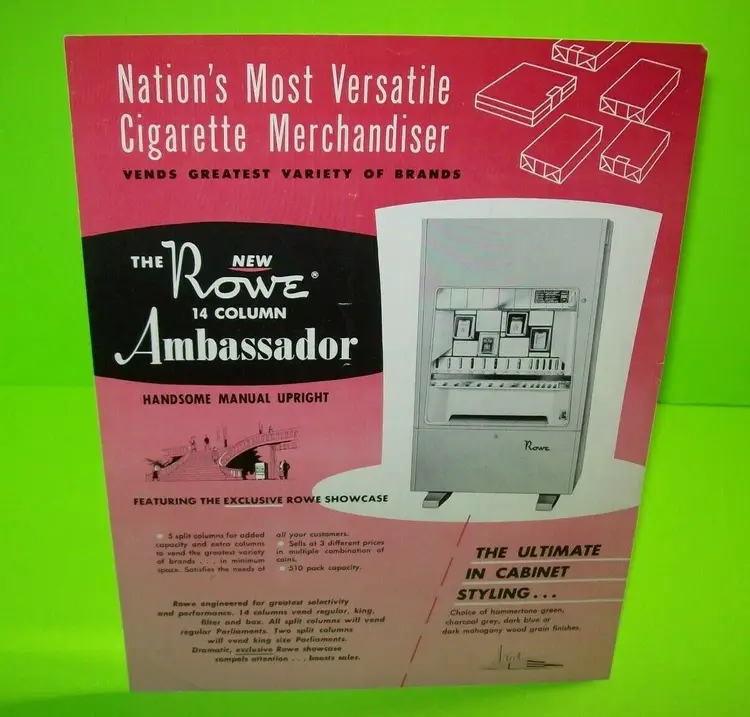 Nation's Most Versatile
Cigarette Merchandiser
VENDS GREATEST VARIETY OF BRANDS
THE NEW Rowe®
14 COLUMN
Ambassador
HANDSOME MANUAL UPRIGHT
FEATURING THE EXCLUSIVE ROWE SHOWCASE
5 split columns for added
capacity and extra columns
to vend the greatest variety
of brands . . . in minimum
space. Satisfies the needs of
all your customers.
Sells at 3 different prices
in multiple combination of
coins.
510 pack capacity.
Rowe engineered for greatest selectivity
and performance. 14 columns vend regular, king,
filter and box. All split columns will vend
regular Parliaments. Two split columns
will vend king size Parliaments.
Dramatic, exclusive Rowe showcase
compels attention . . . boosts sales.
Rowe
THE ULTIMATE
IN CABINET
STYLING...
Choice of hammertone green,
charcoal grey, dark blue or
dark mahogany wood grain finishes.